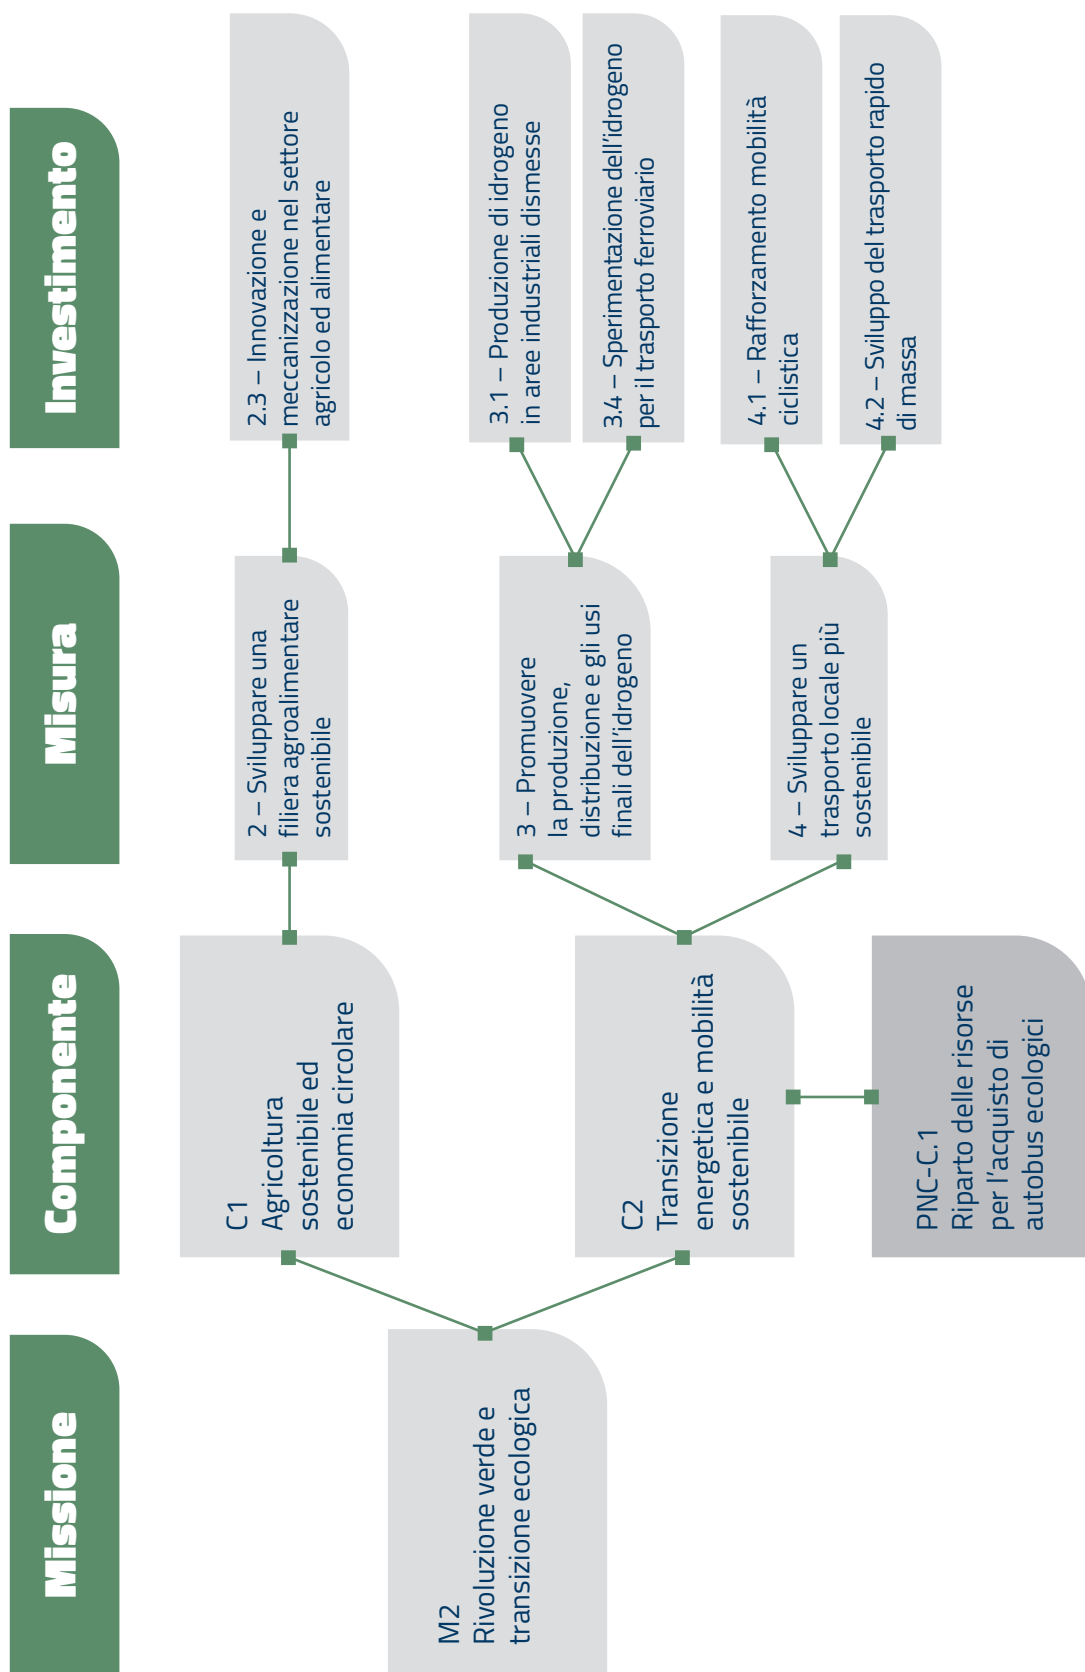 Missione
Componente
Misura
Investimento
M2
Rivoluzione verde e
transizione ecologica
C1
Agricoltura
sostenibile ed
economia circolare
2 – Sviluppare una
filiera agroalimentare
sostenibile
2.3 – Innovazione e
meccanizzazione nel settore
agricolo ed alimentare
C2
Transizione
energetica e mobilità
sostenibile
3 – Promuovere
la produzione,
distribuzione e gli usi
finali dell’idrogeno
3.1 – Produzione di idrogeno
in aree industriali dismesse
3.4 – Sperimentazione dell’idrogeno
per il trasporto ferroviario
4 – Sviluppare un
trasporto locale più
sostenibile
4.1 – Rafforzamento mobilità
ciclistica
4.2 – Sviluppo del trasporto rapido
di massa
PNC-C.1
Riparto delle risorse
per l’acquisto di
autobus ecologici